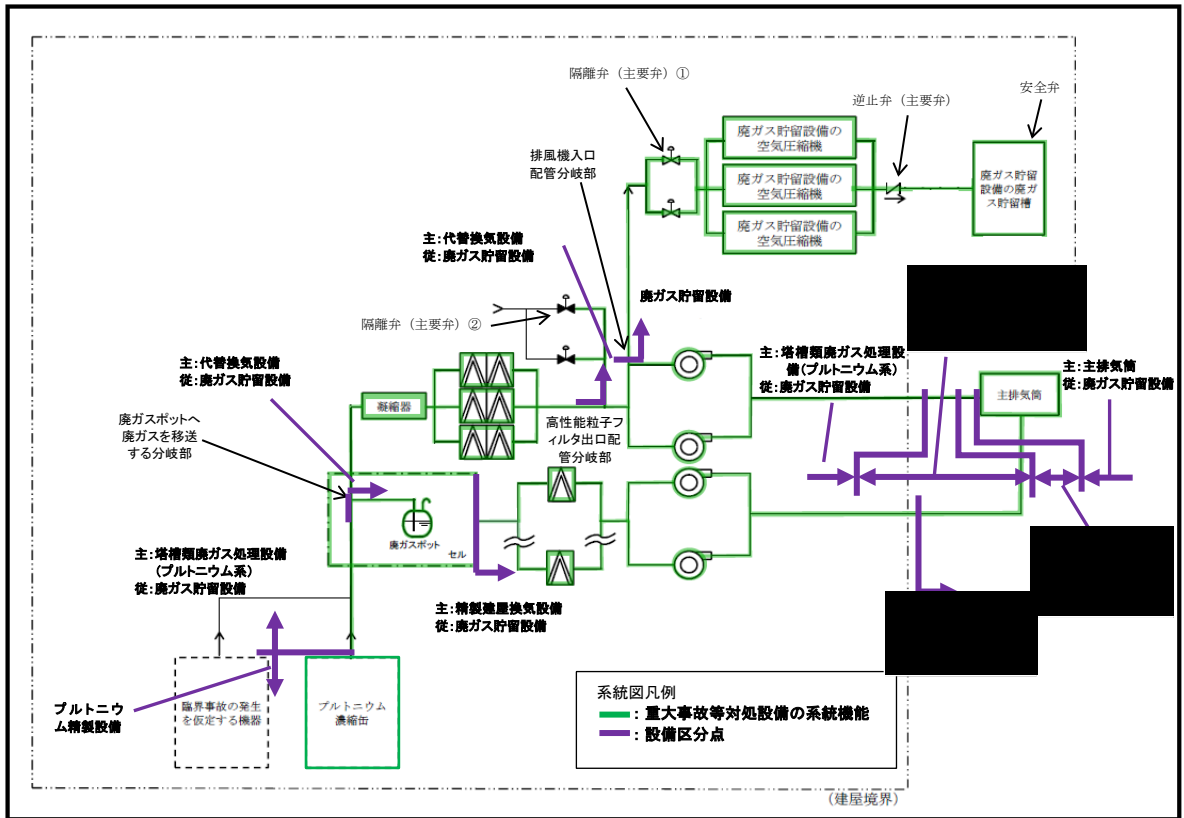 隔離弁（主要弁）①
逆止弁（主要弁）
安全弁
廃ガス貯留設備の
空気圧縮機
廃ガス貯留設備の
空気圧縮機
廃ガス貯留設備の
空気圧縮機
廃ガス貯留
設備の廃ガ
ス貯留槽
排風機入口
配管分岐部
主：代替換気設備
従：廃ガス貯留設備
廃ガス貯留設備
隔離弁（主要弁）②
主：塔槽類廃ガス処理設
備(プルトニウム系)
従：廃ガス貯留設備
主：主排気筒
従：廃ガス貯留設備
主：代替換気設備
従：廃ガス貯留設備
凝縮器
主排気筒
廃ガスポットへ
廃ガスを移送
する分岐部
高性能粒子フ
ィルタ出口配
管分岐部
廃ガスポット
セル
主：塔槽類廃ガス処理設備
(プルトニウム系)
従：廃ガス貯留設備
主：精製建屋換気設備
従：廃ガス貯留設備
プルトニウ
ム精製設備
臨界事故の発生
を仮定する機器
プルトニウム
濃縮缶
系統図凡例
：重大事故等対処設備の系統機能
：設備区分点
(建屋境界)